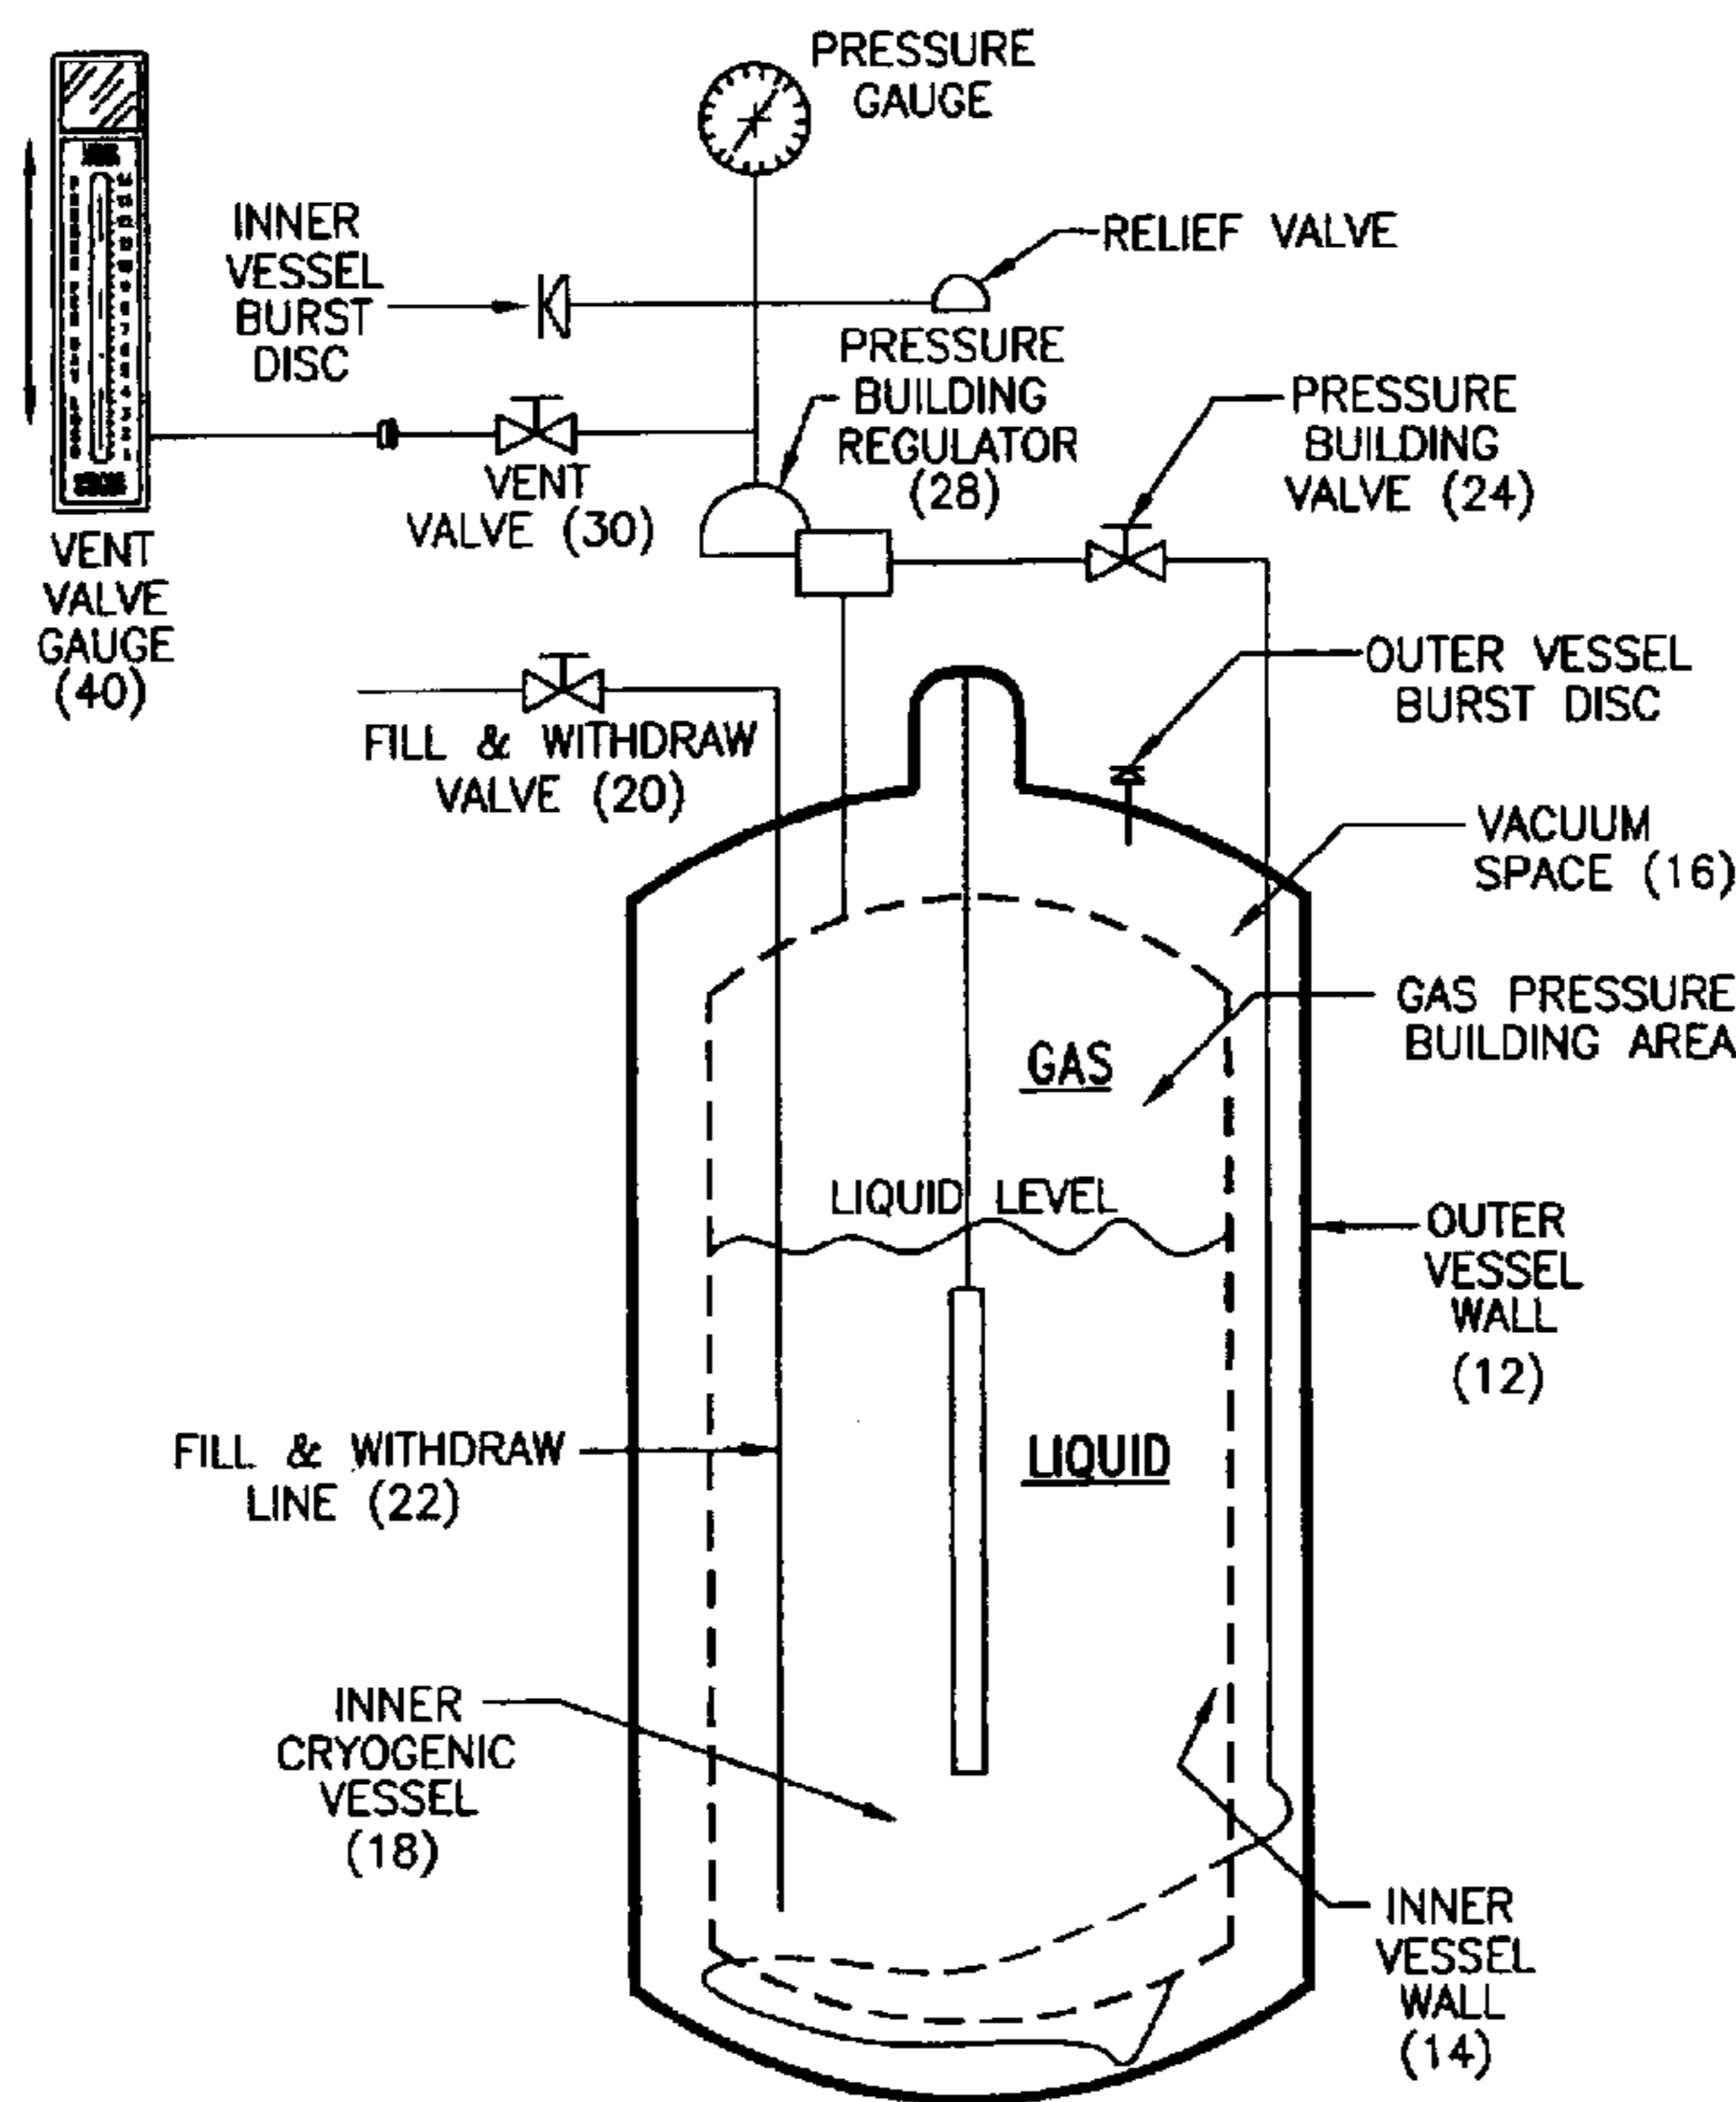 PRESSURE
GAUGE
INNER
VESSEL
BURST
DISC
RELIEF VALVE
PRESSURE
BUILDING
REGULATOR
(28)
PRESSURE
BUILDING
VALVE (24)
VENT
VALVE (30)
VENT
VALVE
GAUGE
(40)
FILL & WITHDRAW
VALVE (20)
OUTER VESSEL
BURST DISC
VACUUM
SPACE (16)
GAS PRESSURE
BUILDING AREA
GAS
LIQUID LEVEL
OUTER
VESSEL
WALL
(12)
FILL & WITHDRAW
LINE (22)
LIQUID
INNER
CRYOGENIC
VESSEL
(18)
INNER
VESSEL
WALL
(14)